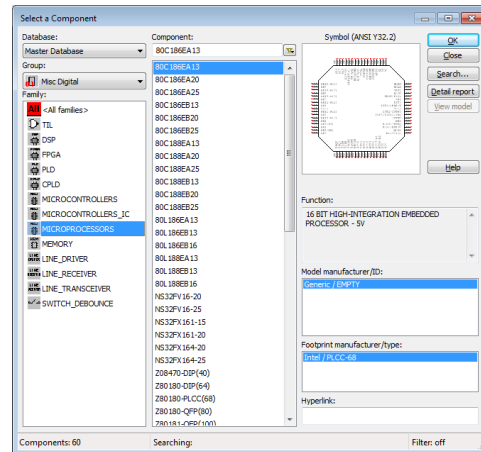 Select a Component
Database:
Master Database
Group:
Misc Digital
Family:
All <All families>
TIL
DSP
FPGA
PLD
CPLD
MICROCONTROLLERS
MICROCONTROLLERS_IC
MICROPROCESSORS
MEMORY
LINE_DRIVER
LINE_RECEIVER
LINE_TRANSCEIVER
SWITCH_DEBOUNCE
Component:
80C186EA13
80C186EA13
80C186EA20
80C186EA25
80C186EB13
80C186EB20
80C186EB25
80C188EA13
80C188EA20
80C188EA25
80C188EB13
80C188EB20
80C188EB25
80L186EA13
80L186EB13
80L186EB16
80L188EA13
80L188EB13
80L188EB16
NS32FV16-20
NS32FV16-25
NS32FX161-15
NS32FX161-20
NS32FX164-20
NS32FX164-25
Z08470-DIP(40)
Z80180-DIP(64)
Z80180-PLCC(68)
Z80180-QFP(80)
Z80181-QFP(100)
Symbol (ANSI Y32.2)
Function:
16 BIT HIGH-INTEGRATION EMBEDDED
PROCESSOR - 5V
Model manufacturer/ID:
Generic / EMPTY
Footprint manufacturer/type:
Intel / PLCC-68
Hyperlink:
OK
Close
Search...
Detail report
View model
Help
Components: 60
Searching:
Filter: off